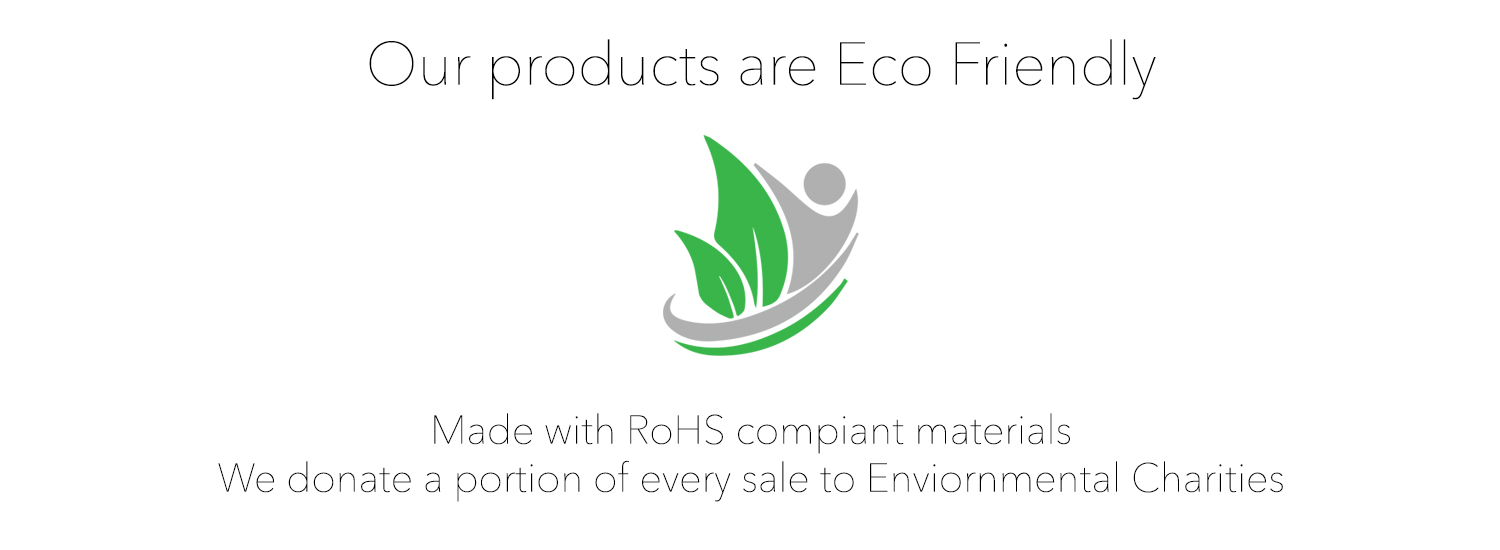 Our products are Eco Friendly
Made with RoHS compiant materials
We donate a portion of every sale to Enviornmental Charities